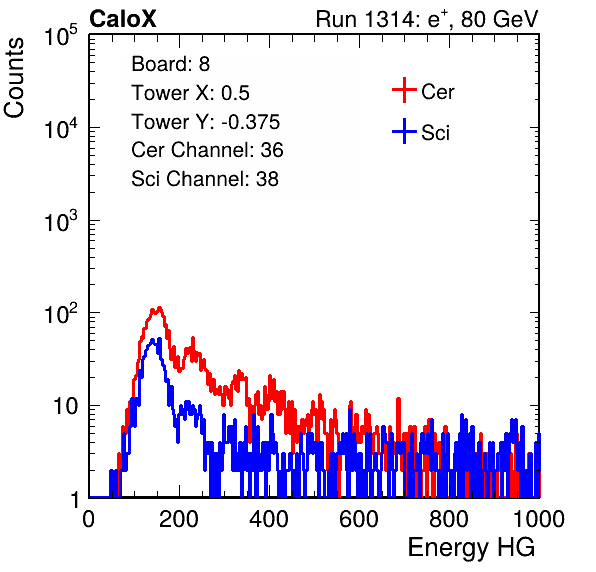 CaloX Run 1314: e⁺, 80 GeV
Counts
Board: 8
Tower X: 0.5
Tower Y: -0.375
Cer Channel: 36
Sci Channel: 38
Cer
Sci
10⁵
10⁴
10³
10²
10
1
0 200 400 600 800 1000
Energy HG